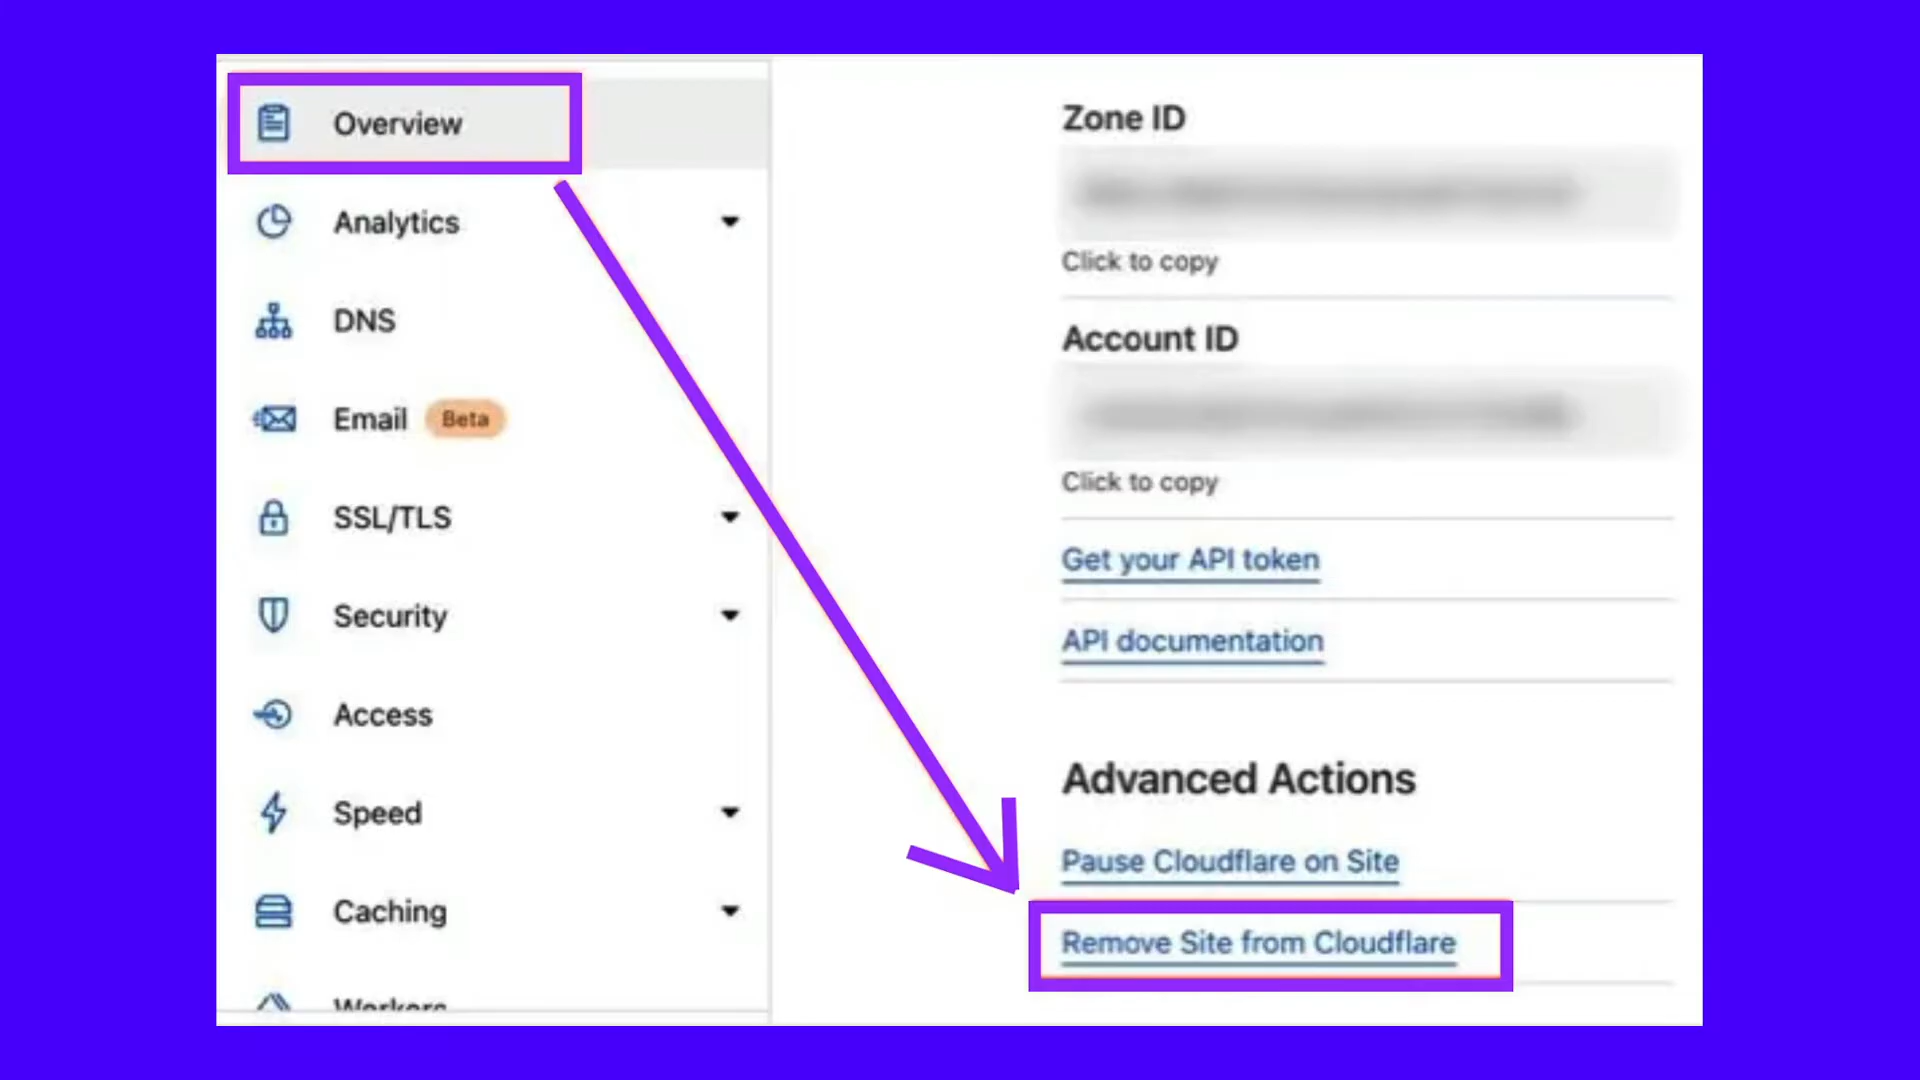 Overview
Analytics
DNS
Email Beta
SSL/TLS
Security
Access
Speed
Caching
Workers
Zone ID
Click to copy
Account ID
Click to copy
Get your API token
API documentation
Advanced Actions
Pause Cloudflare on Site
Remove Site from Cloudflare